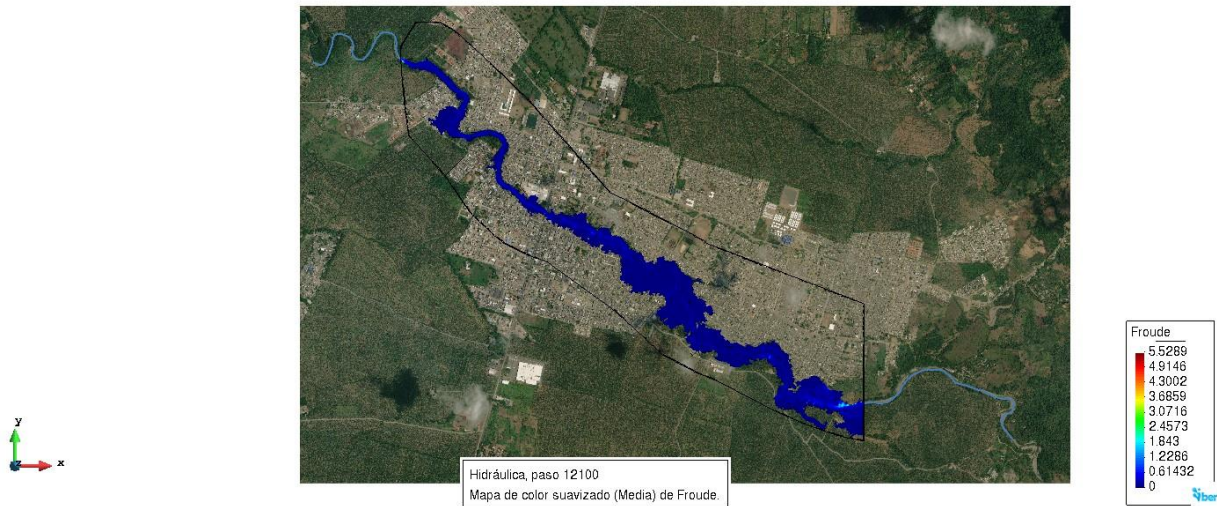 Froude
5.5289
4.9146
4.3002
3.6859
3.0716
2.4573
1.843
1.2286
0.61432
0
y
x
Hidráulica, paso 12100
Mapa de color suavizado (Media) de Froude.
Iber